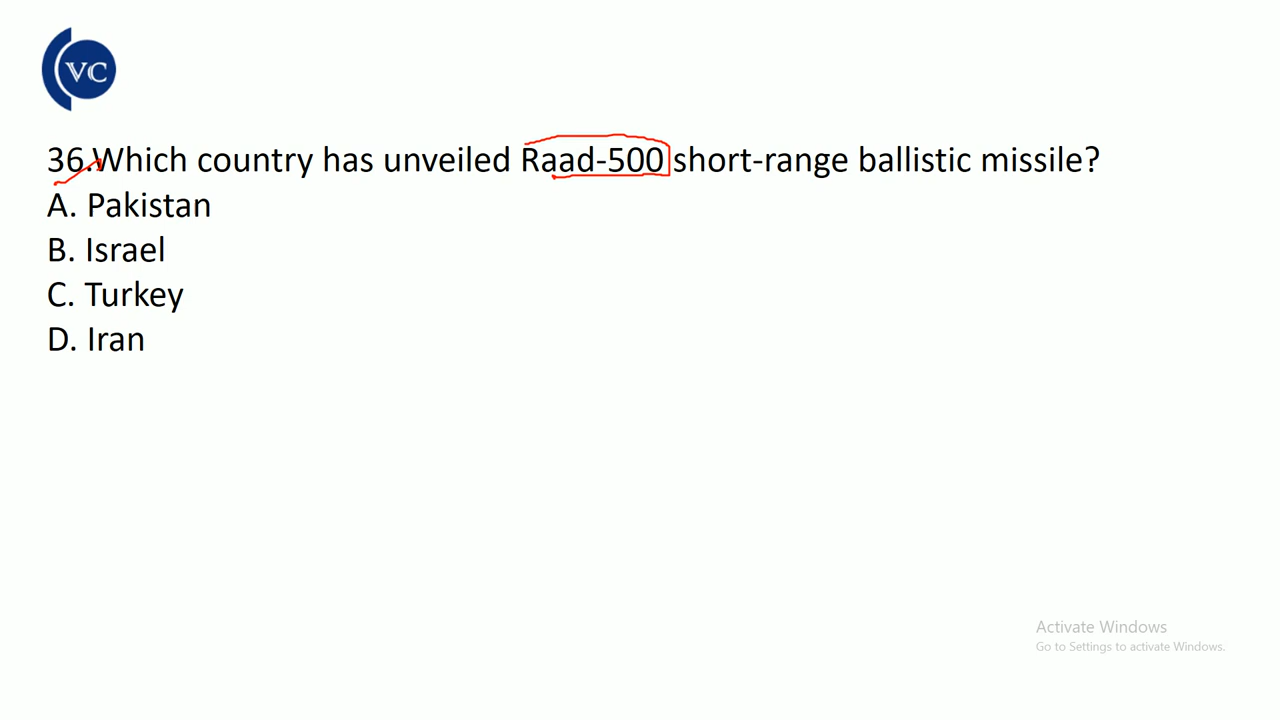 VC
36.Which country has unveiled Raad-500 short-range ballistic missile?
A. Pakistan
B. Israel
C. Turkey
D. Iran
Activate Windows
Go to Settings to activate Windows.